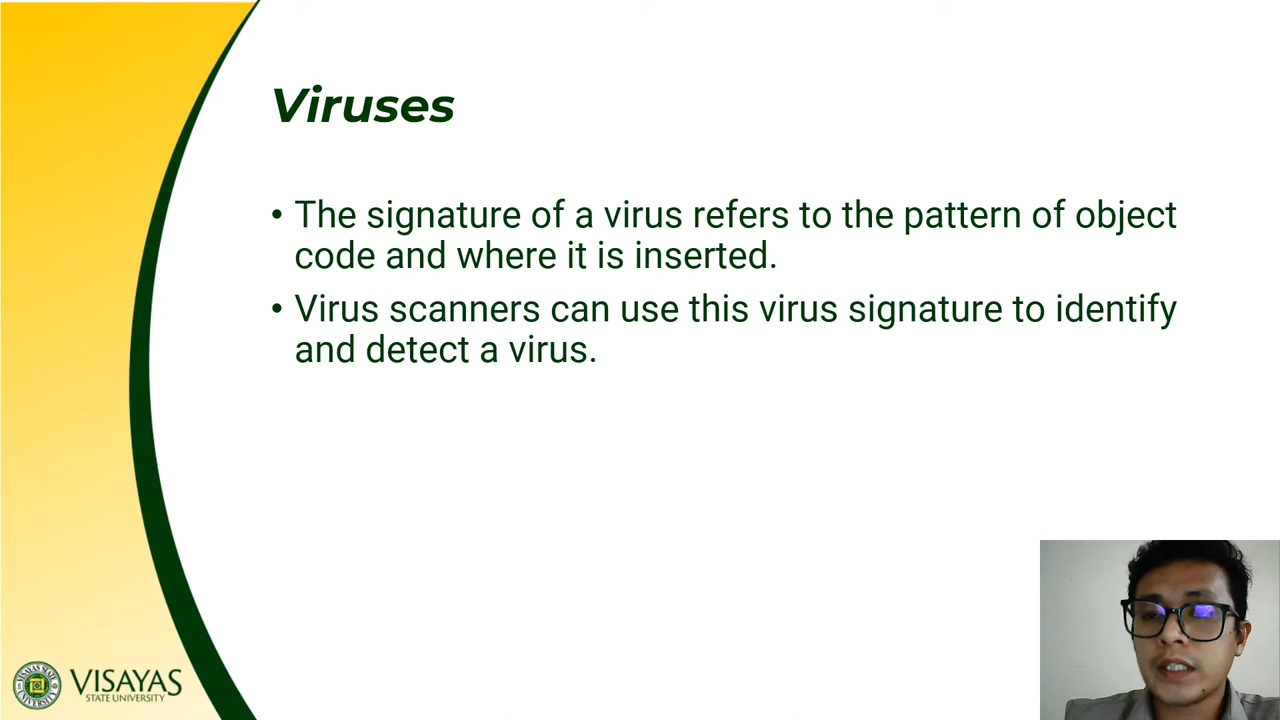 Viruses
• The signature of a virus refers to the pattern of object
code and where it is inserted.
• Virus scanners can use this virus signature to identify
and detect a virus.
VISAYAS
STATE UNIVERSITY